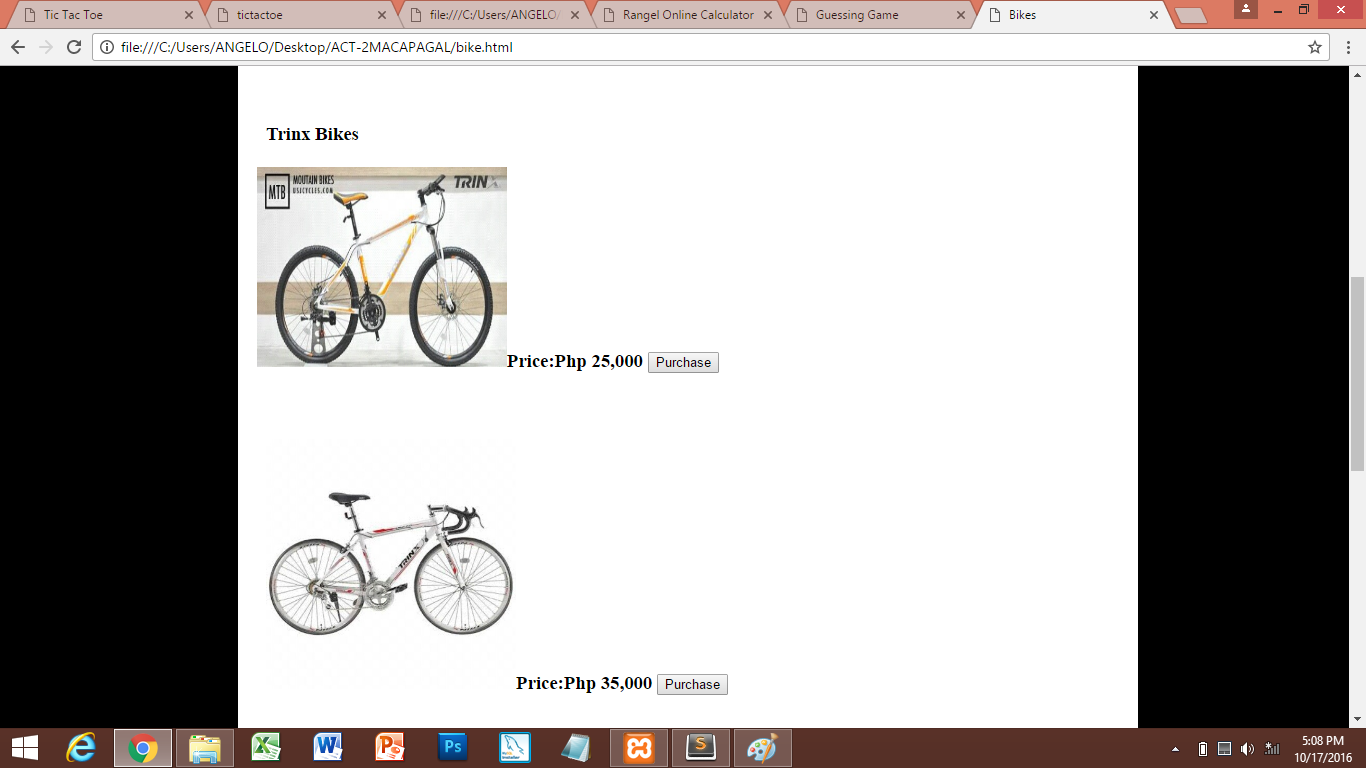 Tic Tac Toe
tictactoe
file:///C:/Users/ANGELO/
Rangel Online Calculator
Guessing Game
Bikes
file:///C:/Users/ANGELO/Desktop/ACT-2MACAPAGAL/bike.html
Trinx Bikes
MTB
MOUTAIN BIKES
USJCYCLES.COM
TRINX
Price:Php 25,000 Purchase
TRINX
Price:Php 35,000 Purchase
5:08 PM
10/17/2016